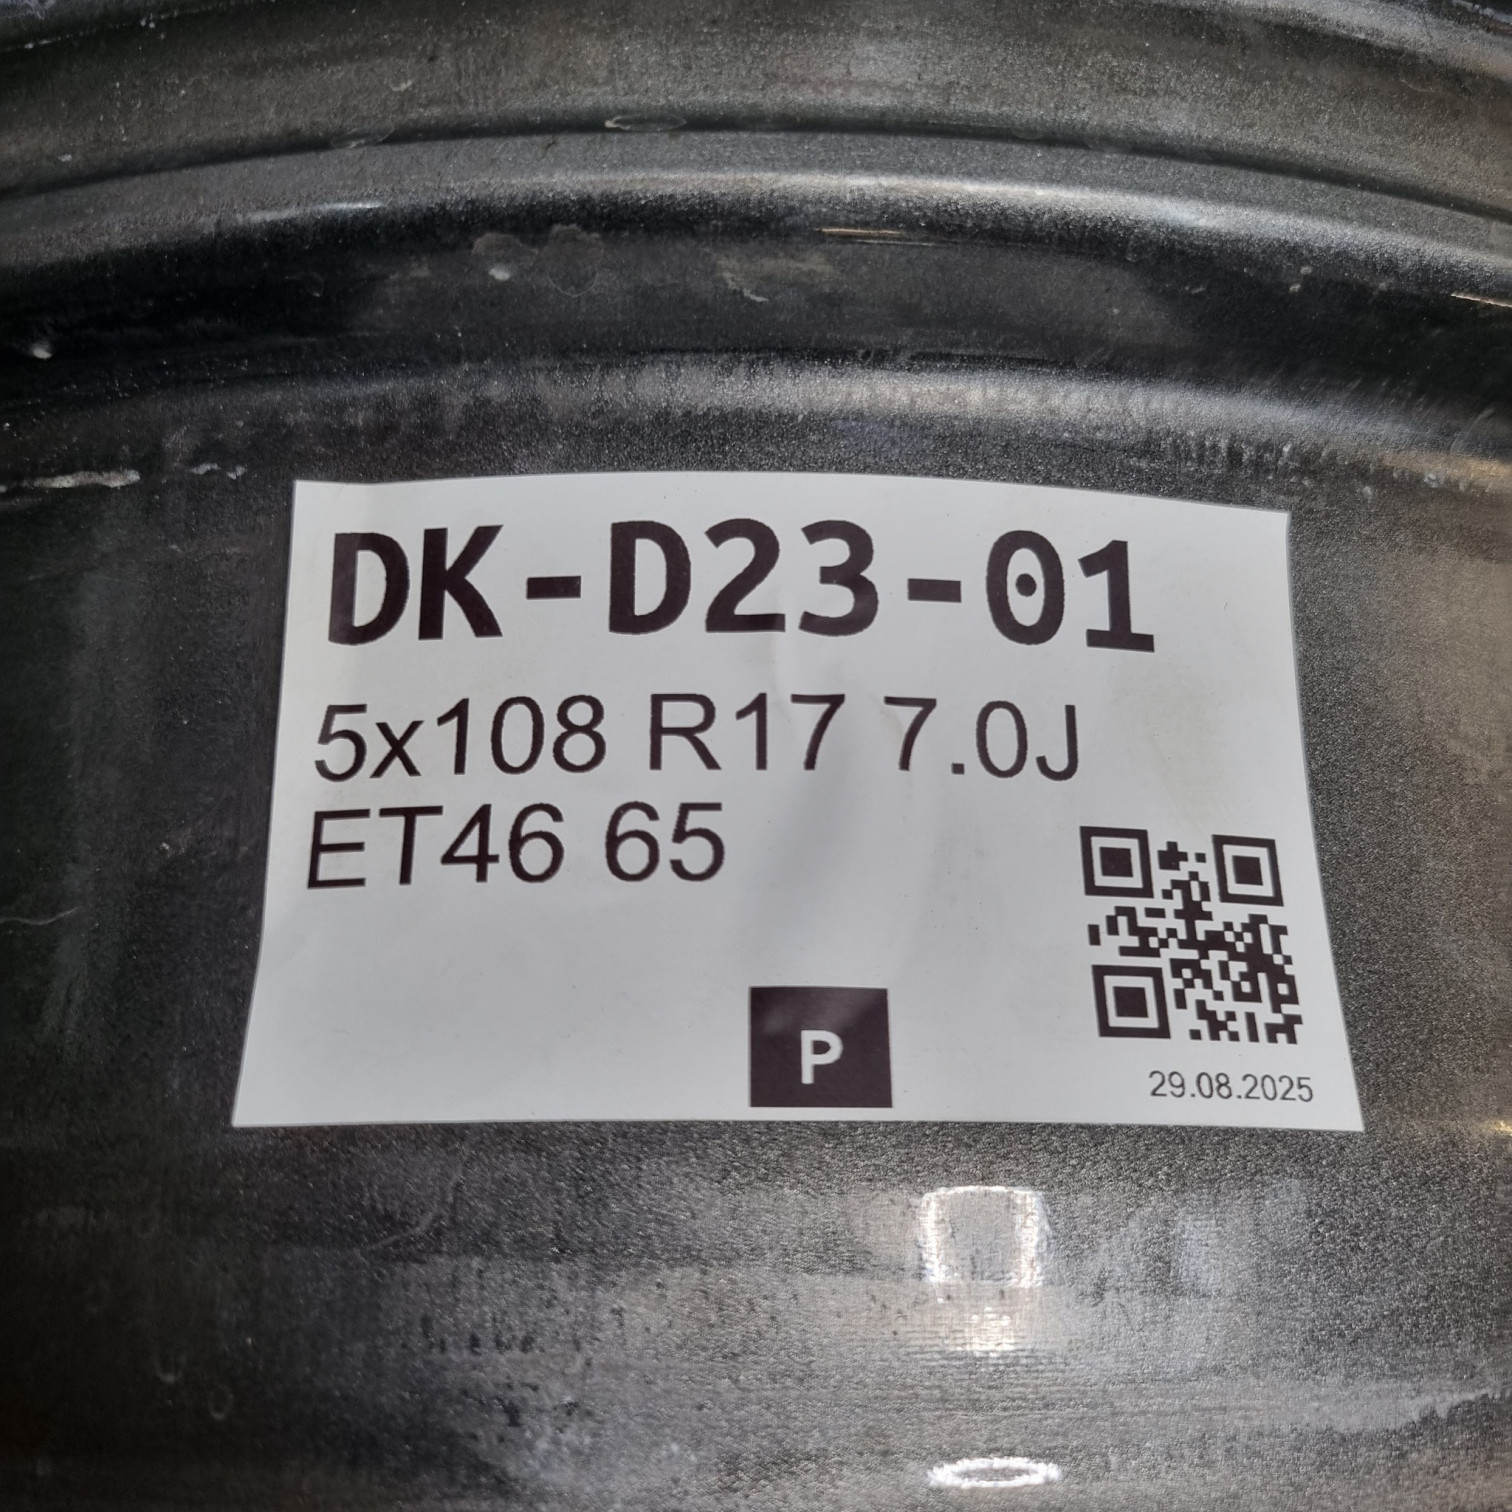 DK-D23-01
5x108 R17 7.0J
ET46 65
P
29.08.2025